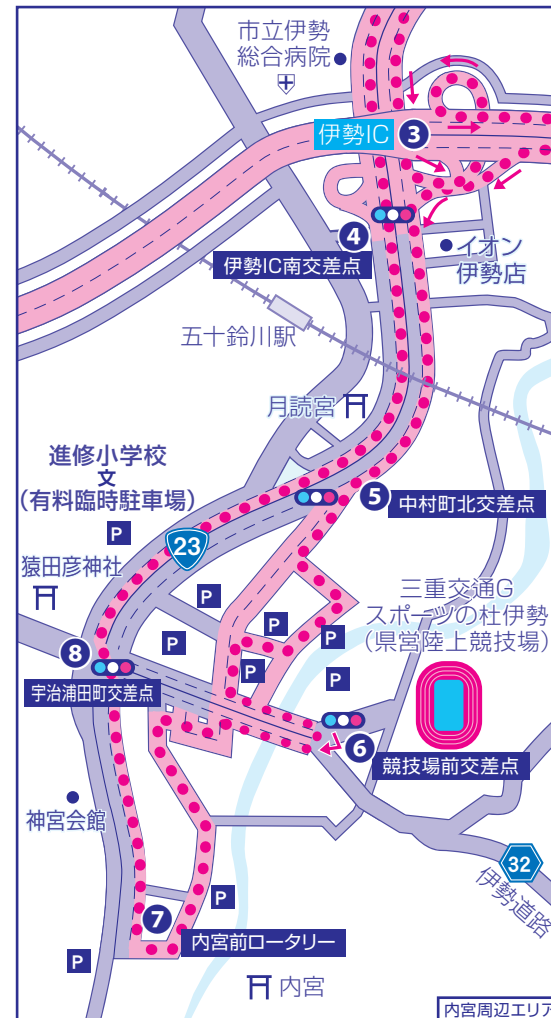 市立伊勢
総合病院
伊勢IC 3
4
伊勢IC南交差点
イオン
伊勢店
五十鈴川駅
月読宮
進修小学校
文
(有料臨時駐車場)
5
中村町北交差点
P
23
猿田彦神社
P
三重交通G
スポーツの杜伊勢
(県営陸上競技場)
P
P
P
P
P
8
宇治浦田町交差点
6
競技場前交差点
神宮会館
32
伊勢道路
P
7
内宮前ロータリー
P
内宮
内宮周辺エリア